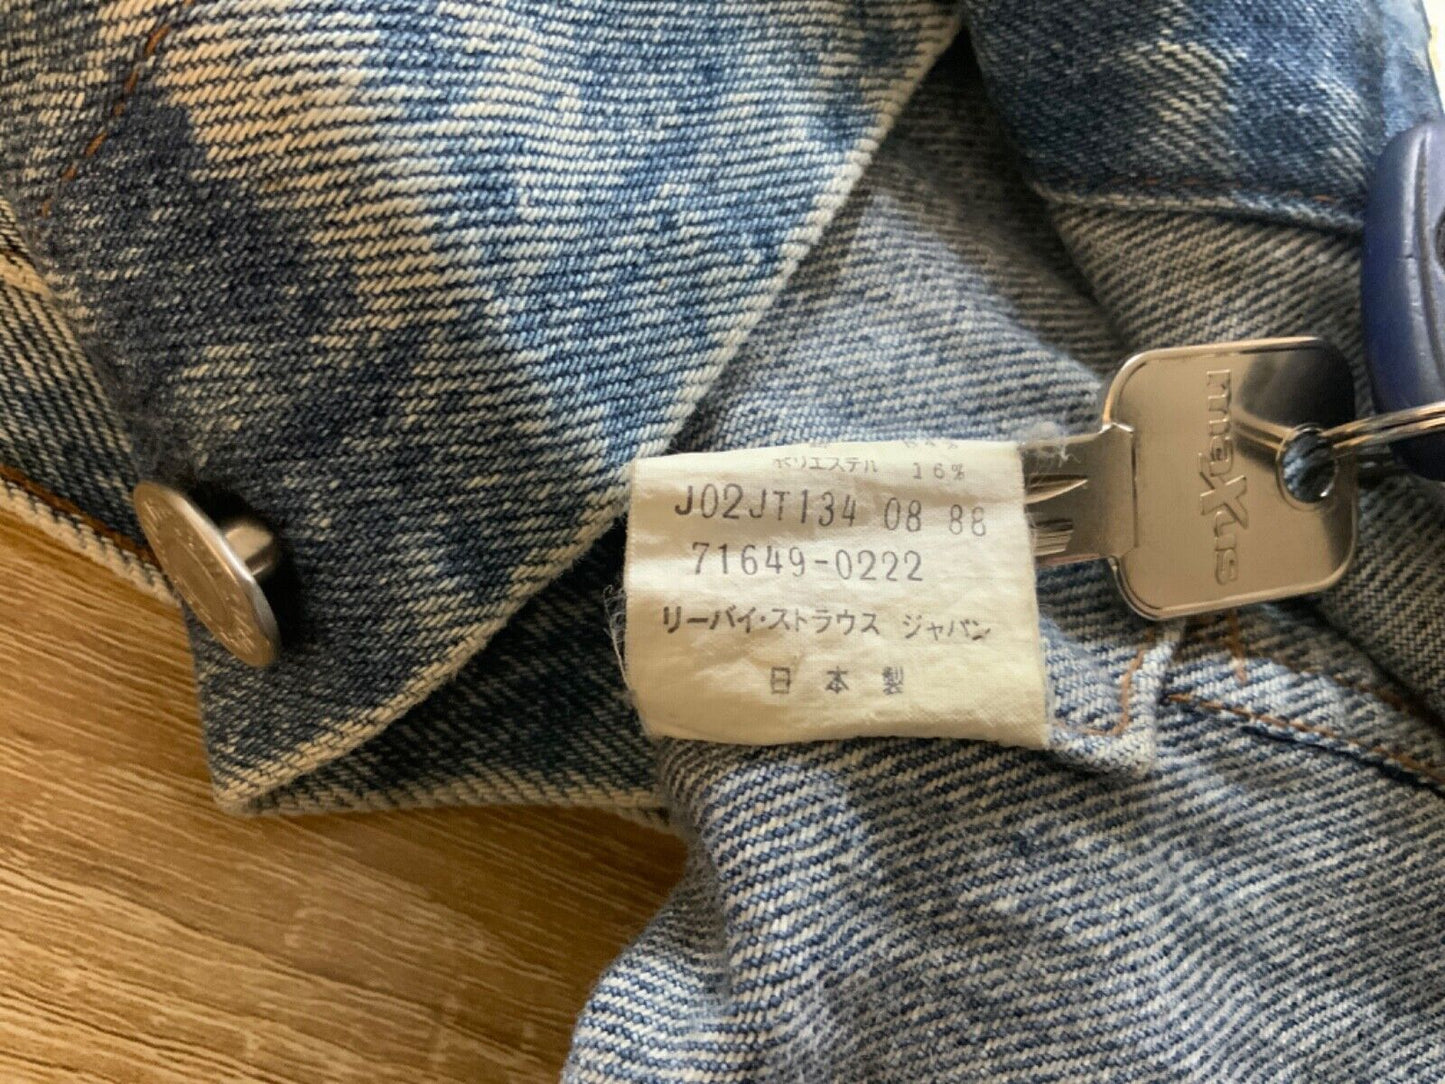 ポリエステル 16%
J02JT134 08 88
71649-0222
リーバイ・ストラウス ジャパン
日本製
maxus